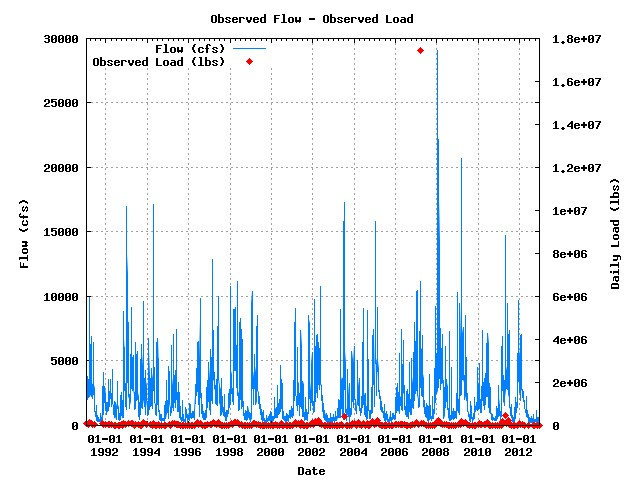 Observed Flow - Observed Load
Flow (cfs)
Observed Load (lbs)
30000
25000
20000
15000
10000
5000
0
Flow (cfs)
1.8e+07
1.6e+07
1.4e+07
1.2e+07
1e+07
8e+06
6e+06
4e+06
2e+06
0
Daily Load (lbs)
01-01 01-01 01-01 01-01 01-01 01-01 01-01 01-01 01-01 01-01 01-01
1992 1994 1996 1998 2000 2002 2004 2006 2008 2010 2012
Date